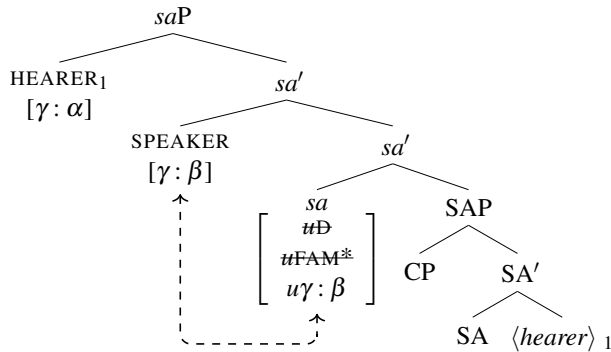 saP
HEARER₁ sa′
[γ : α]
SPEAKER sa′
[γ : β]
sa SAP
uD
uFAM* CP SA′
uγ : β
SA ⟨hearer⟩ ₁